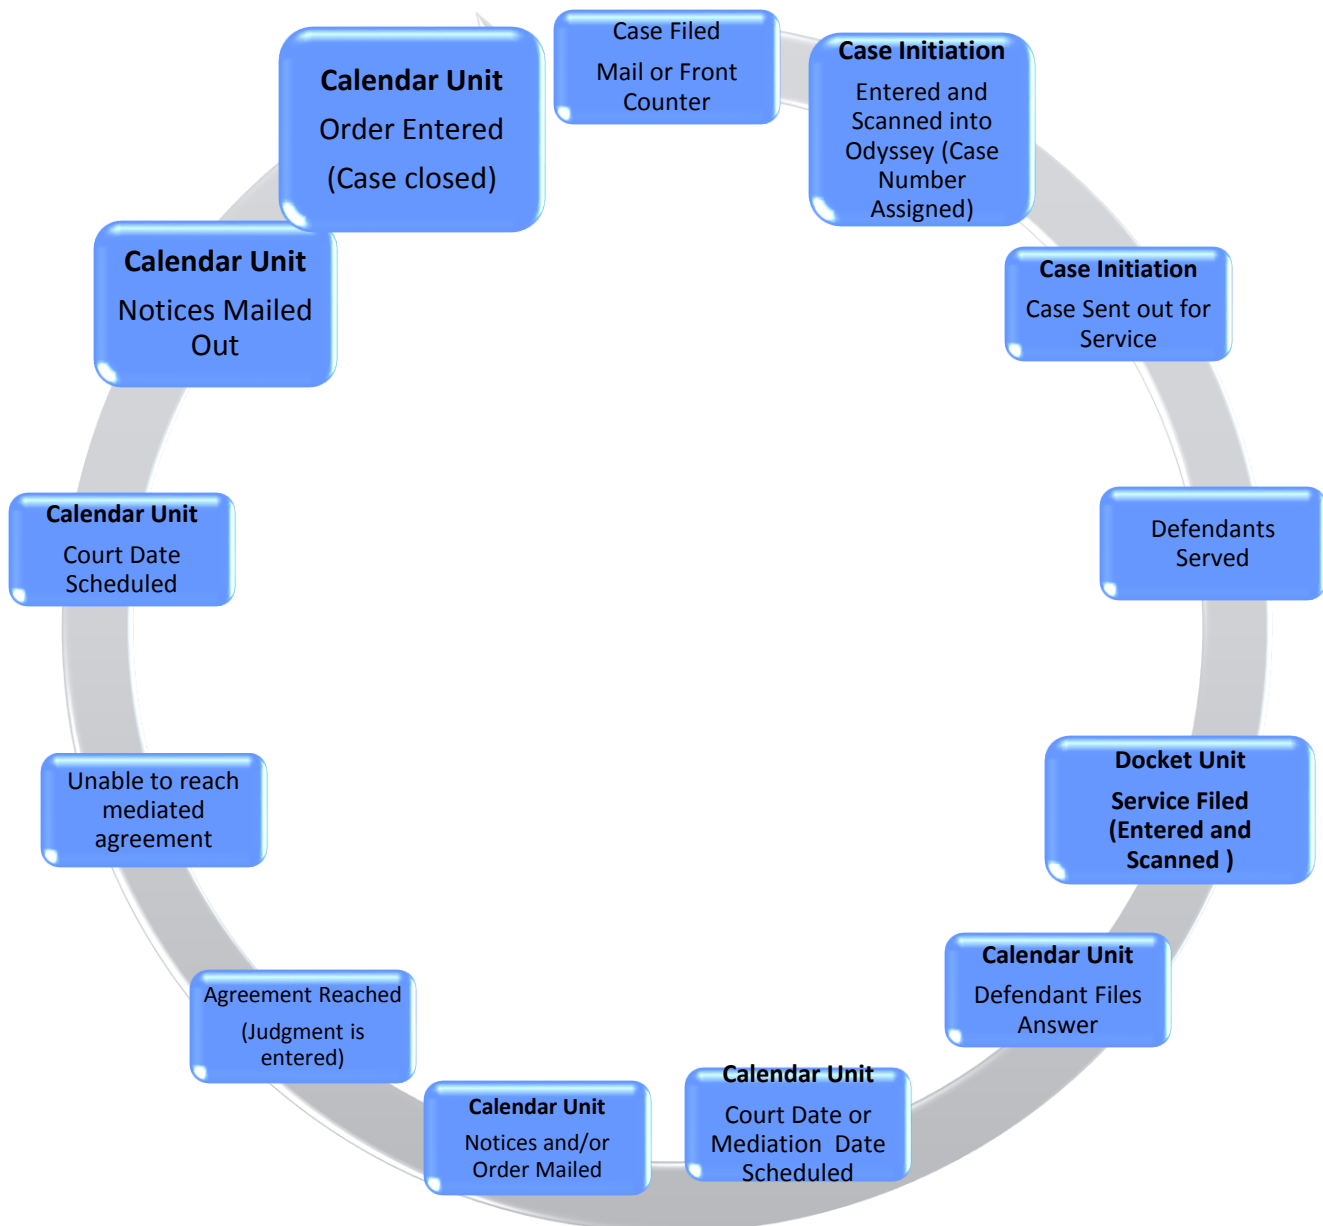 Case Filed
Mail or Front
Counter
Case Initiation
Entered and
Scanned into
Odyssey (Case
Number
Assigned)
Case Initiation
Case Sent out for
Service
Defendants
Served
Docket Unit
Service Filed
(Entered and
Scanned )
Calendar Unit
Defendant Files
Answer
Calendar Unit
Court Date or
Mediation  Date
Scheduled
Calendar Unit
Notices and/or
Order Mailed
Agreement Reached
(Judgment is
entered)
Unable to reach
mediated
agreement
Calendar Unit
Court Date
Scheduled
Calendar Unit
Notices Mailed
Out
Calendar Unit
Order Entered
(Case closed)